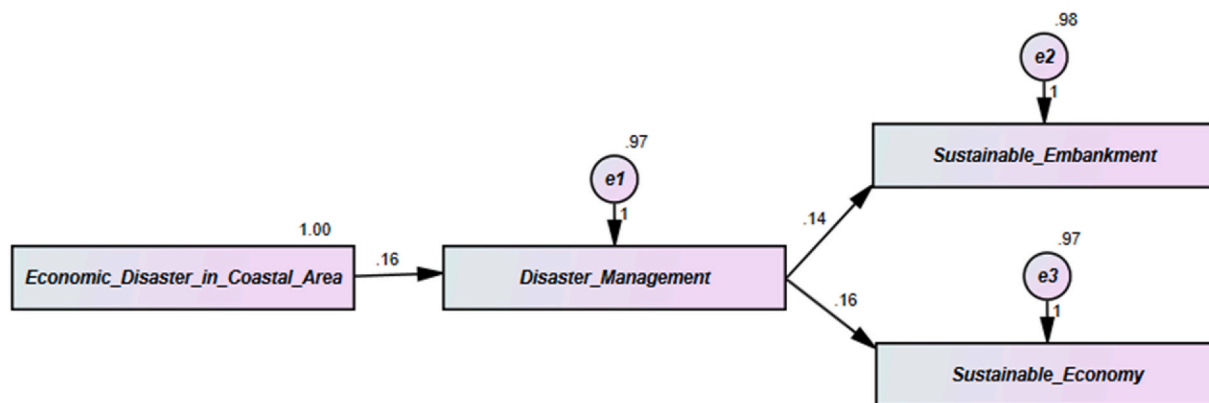 .98
e2
1
Sustainable_Embankment
.97
e1
1
.14
1.00
Economic_Disaster_in_Coastal_Area
.16
Disaster_Management
.97
e3
1
.16
Sustainable_Economy